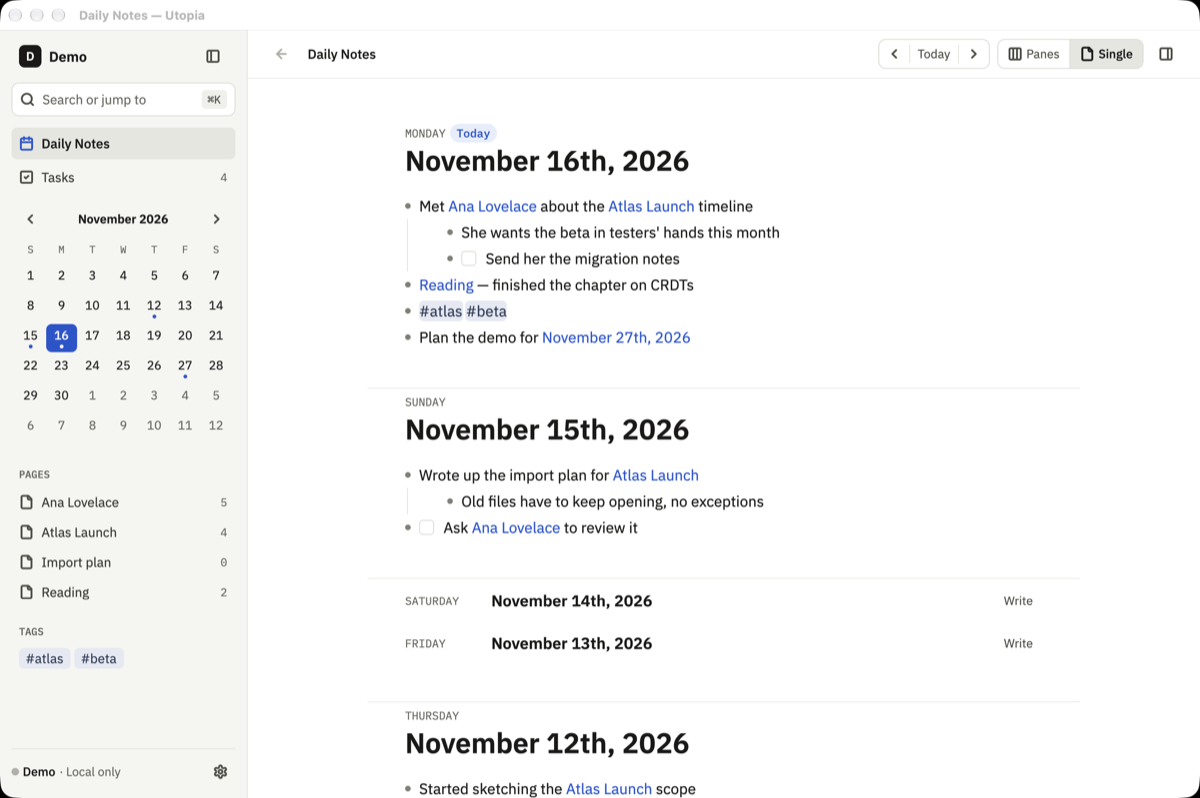 Daily Notes — Utopia
D Demo
Search or jump to ⌘K
Daily Notes
Tasks 4
November 2026
S M T W T F S
1 2 3 4 5 6 7
8 9 10 11 12 13 14
15 16 17 18 19 20 21
22 23 24 25 26 27 28
29 30 1 2 3 4 5
6 7 8 9 10 11 12
PAGES
Ana Lovelace 5
Atlas Launch 4
Import plan 0
Reading 2
TAGS
#atlas #beta
Demo · Local only
Daily Notes
Today
Panes Single
MONDAY Today
November 16th, 2026
Met Ana Lovelace about the Atlas Launch timeline
She wants the beta in testers' hands this month
Send her the migration notes
Reading — finished the chapter on CRDTs
#atlas #beta
Plan the demo for November 27th, 2026
SUNDAY
November 15th, 2026
Wrote up the import plan for Atlas Launch
Old files have to keep opening, no exceptions
Ask Ana Lovelace to review it
SATURDAY November 14th, 2026 Write
FRIDAY November 13th, 2026 Write
THURSDAY
November 12th, 2026
Started sketching the Atlas Launch scope